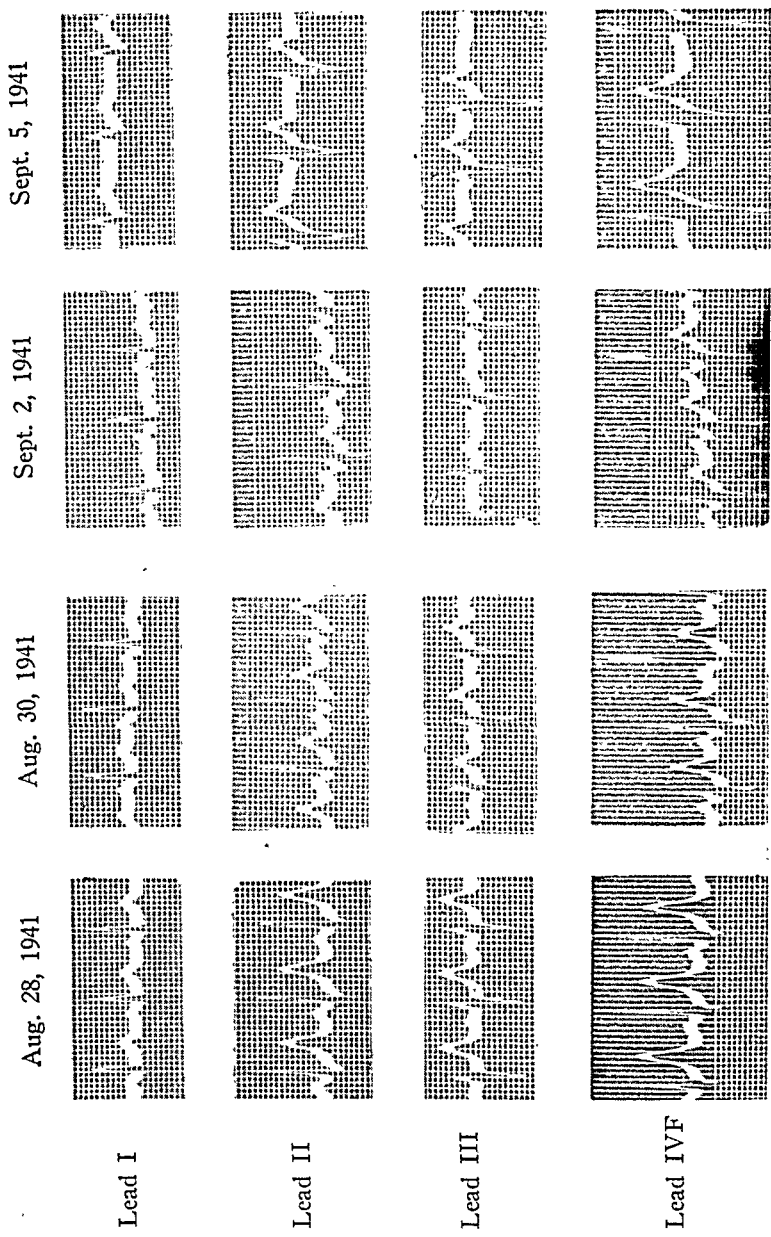 Aug. 28, 1941
Aug. 30, 1941
Sept. 2, 1941
Sept. 5, 1941
Lead I
Lead II
Lead III
Lead IVF